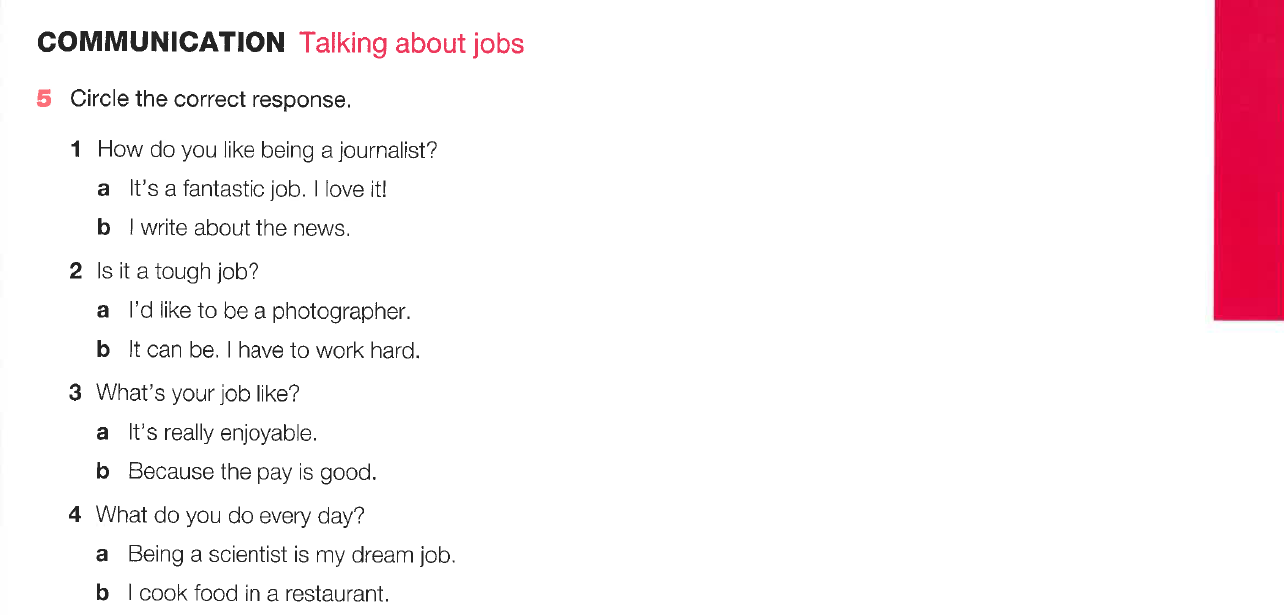 COMMUNICATION Talking about jobs
5 Circle the correct response.
1 How do you like being a journalist?
a It's a fantastic job. I love it!
b I write about the news.
2 Is it a tough job?
a I'd like to be a photographer.
b It can be. I have to work hard.
3 What's your job like?
a It's really enjoyable.
b Because the pay is good.
4 What do you do every day?
a Being a scientist is my dream job.
b I cook food in a restaurant.